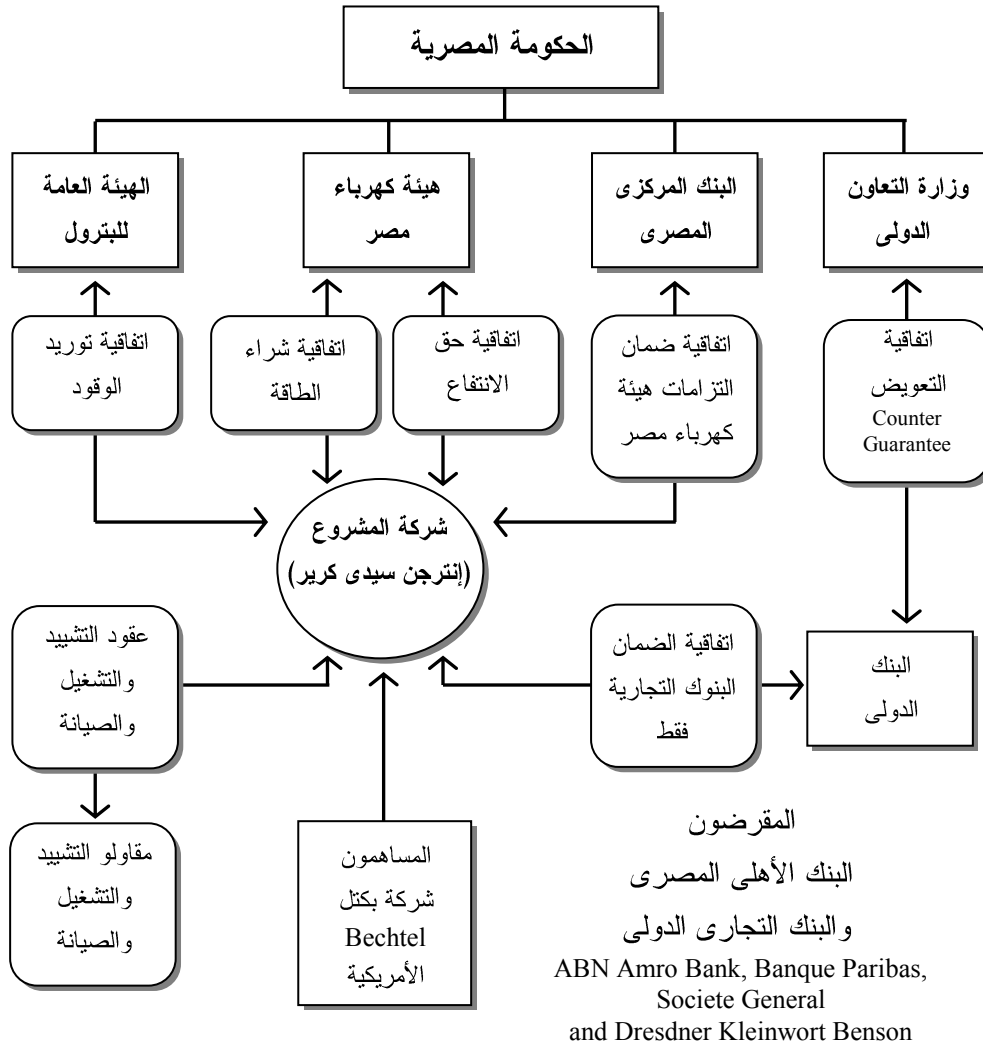 الحكومة المصرية
وزارة التعاون
الدولى
البنك المركزى
المصرى
هيئة كهرباء
مصر
الهيئة العامة
للبترول
اتفاقية
التعويض
Counter
Guarantee
اتفاقية ضمان
التزامات هيئة
كهرباء مصر
اتفاقية حق
الانتفاع
اتفاقية شراء
الطاقة
اتفاقية توريد
الوقود
شركة المشروع
(إنترجن سيدى كرير)
البنك
الدولى
اتفاقية الضمان
البنوك التجارية
فقط
عقود التشييد
والتشغيل
والصيانة
المساهمون
شركة بكتل
Bechtel
الأمريكية
مقاولو التشييد
والتشغيل
والصيانة
المقرضون
البنك الأهلى المصرى
والبنك التجارى الدولى
ABN Amro Bank, Banque Paribas,
Societe General
and Dresdner Kleinwort Benson